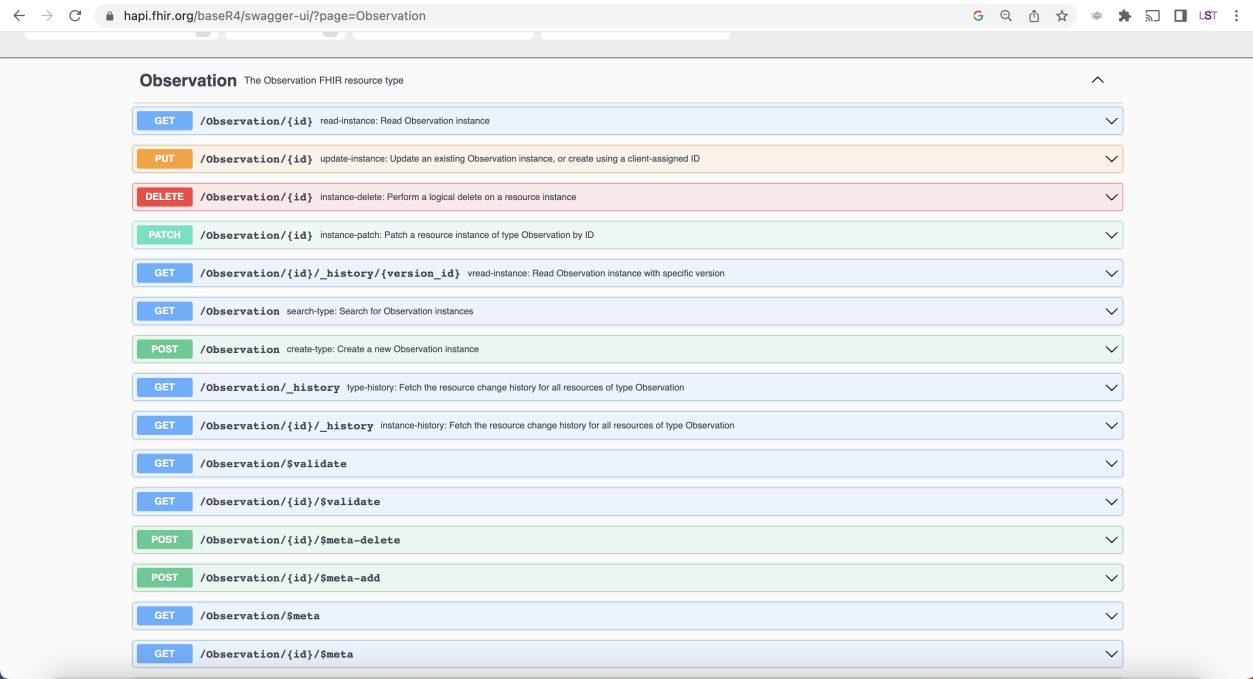 hapi.fhir.org/baseR4/swagger-ui/?page=Observation
LST
Observation The Observation FHIR resource type
GET /Observation/{id} read-instance: Read Observation instance
PUT /Observation/{id} update-instance: Update an existing Observation instance, or create using a client-assigned ID
DELETE /Observation/{id} instance-delete: Perform a logical delete on a resource instance
PATCH /Observation/{id} instance-patch: Patch a resource instance of type Observation by ID
GET /Observation/{id}/_history/{version_id} vread-instance: Read Observation instance with specific version
GET /Observation search-type: Search for Observation instances
POST /Observation create-type: Create a new Observation instance
GET /Observation/_history type-history: Fetch the resource change history for all resources of type Observation
GET /Observation/{id}/_history instance-history: Fetch the resource change history for all resources of type Observation
GET /Observation/$validate
GET /Observation/{id}/$validate
POST /Observation/{id}/$meta-delete
POST /Observation/{id}/$meta-add
GET /Observation/$meta
GET /Observation/{id}/$meta